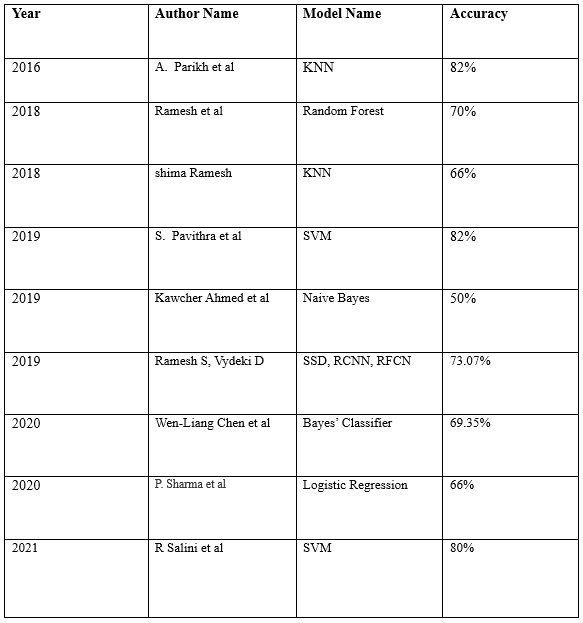 Year Author Name Model Name Accuracy
2016 A. Parikh et al KNN 82%
2018 Ramesh et al Random Forest 70%
2018 shima Ramesh KNN 66%
2019 S. Pavithra et al SVM 82%
2019 Kawcher Ahmed et al Naive Bayes 50%
2019 Ramesh S, Vydeki D SSD, RCNN, RFCN 73.07%
2020 Wen-Liang Chen et al Bayes’ Classifier 69.35%
2020 P. Sharma et al Logistic Regression 66%
2021 R Salini et al SVM 80%